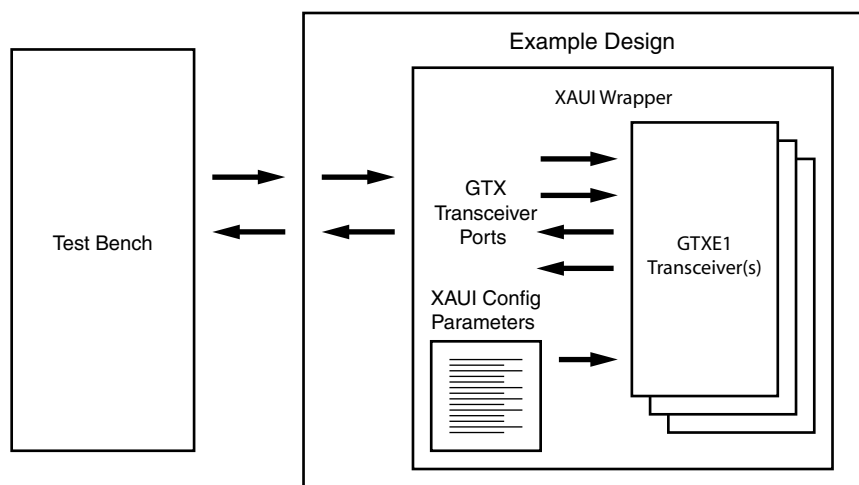 Example Design
XAUI Wrapper
Test Bench
GTX
Transceiver
Ports
GTXE1
Transceiver(s)
XAUI Config
Parameters